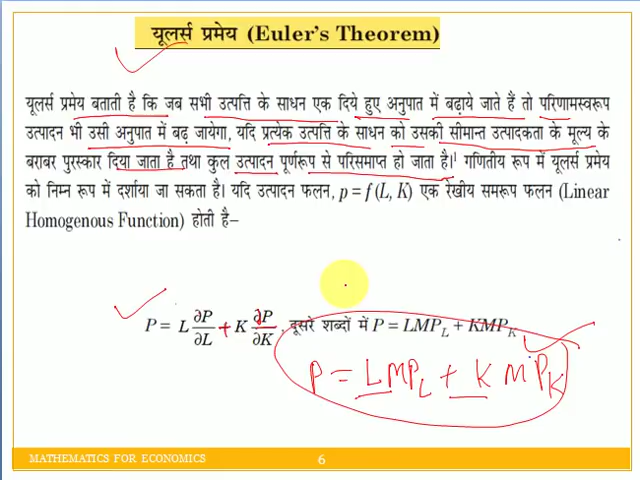 यूलर्स प्रमेय (Euler's Theorem)
यूलर्स प्रमेय बताती है कि जब सभी उत्पत्ति के साधन एक दिये हुए अनुपात में बढ़ाये जाते हैं तो परिणामस्वरूप
उत्पादन भी उसी अनुपात में बढ़ जायेगा, यदि प्रत्येक उत्पत्ति के साधन को उसकी सीमान्त उत्पादकता के मूल्य के
बराबर पुरस्कार दिया जाता है तथा कुल उत्पादन पूर्णरूप से परिसमाप्त हो जाता है।¹ गणितीय रूप में यूलर्स प्रमेय
को निम्न रूप में दर्शाया जा सकता है। यदि उत्पादन फलन, p = f (L, K) एक रेखीय समरूप फलन (Linear
Homogenous Function) होती है–
P = L ∂P/∂L + K ∂P/∂K, दूसरे शब्दों में P = LMP_L + KMP_K
P = LMP_L + K MP_K
MATHEMATICS FOR ECONOMICS 6